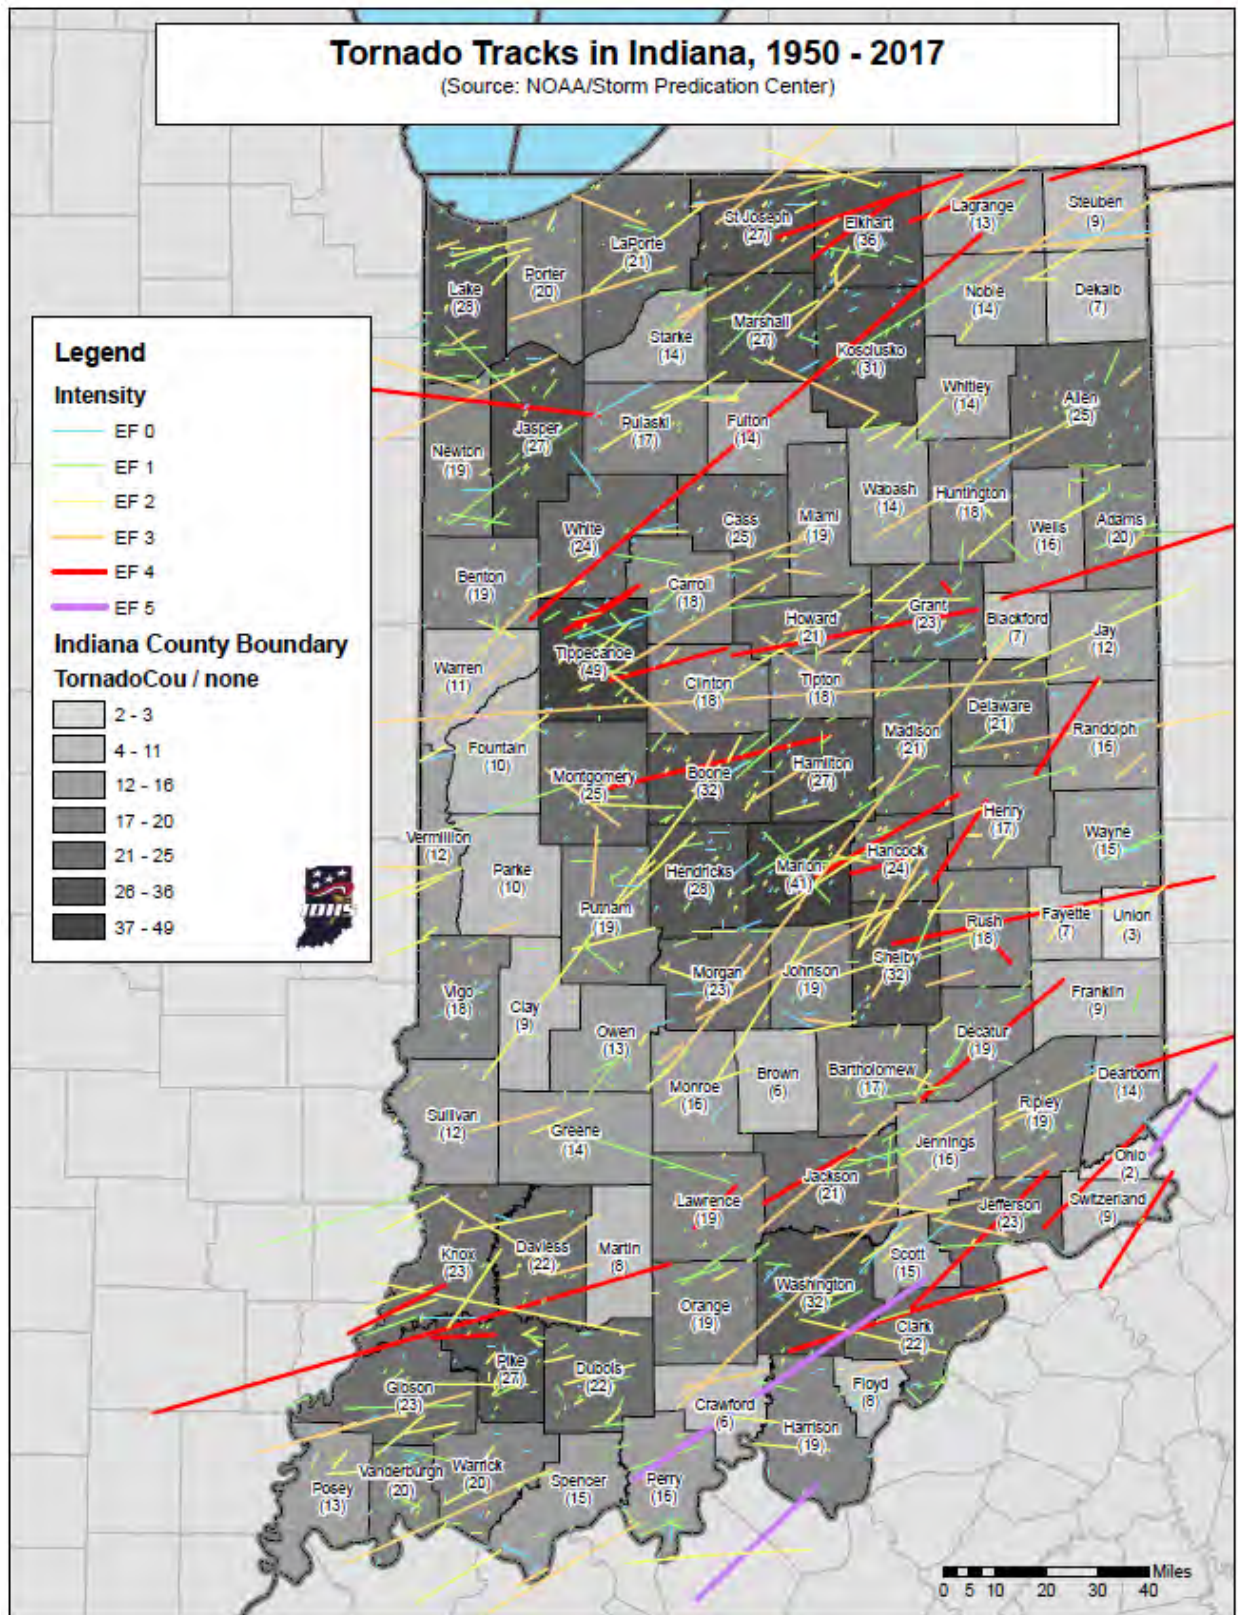 Tornado Tracks in Indiana, 1950 - 2017
(Source: NOAA/Storm Predication Center)
Legend
Intensity
EF 0
EF 1
EF 2
EF 3
EF 4
EF 5
Indiana County Boundary
TornadoCou / none
2 - 3
4 - 11
12 - 16
17 - 20
21 - 25
26 - 36
37 - 49
IDHS
St Joseph
(27)
Elkhart
(36)
Lagrange
(13)
Steuben
(9)
LaPorte
(21)
Porter
(20)
Lake
(28)
Noble
(14)
Dekalb
(7)
Starke
(14)
Marshall
(27)
Kosciusko
(31)
Whitley
(14)
Allen
(25)
Newton
(19)
Jasper
(27)
Pulaski
(17)
Fulton
(14)
White
(24)
Cass
(25)
Miami
(19)
Wabash
(14)
Huntington
(18)
Wells
(16)
Adams
(20)
Benton
(19)
Carroll
(18)
Howard
(21)
Grant
(23)
Blackford
(7)
Jay
(12)
Warren
(11)
Tippecanoe
(49)
Clinton
(18)
Tipton
(18)
Delaware
(21)
Randolph
(16)
Fountain
(10)
Montgomery
(25)
Boone
(32)
Hamilton
(27)
Madison
(21)
Henry
(17)
Wayne
(15)
Vermillion
(12)
Parke
(10)
Putnam
(19)
Hendricks
(28)
Marion
(41)
Hancock
(24)
Rush
(18)
Fayette
(7)
Union
(3)
Vigo
(18)
Clay
(9)
Owen
(13)
Morgan
(23)
Johnson
(19)
Shelby
(32)
Franklin
(9)
Decatur
(19)
Sullivan
(12)
Greene
(14)
Monroe
(16)
Brown
(6)
Bartholomew
(17)
Jennings
(16)
Ripley
(19)
Dearborn
(14)
Ohio
(2)
Switzerland
(9)
Jefferson
(23)
Jackson
(21)
Lawrence
(19)
Knox
(23)
Daviess
(22)
Martin
(8)
Orange
(19)
Washington
(32)
Scott
(15)
Clark
(22)
Gibson
(23)
Pike
(27)
Dubois
(22)
Crawford
(6)
Floyd
(8)
Harrison
(19)
Posey
(13)
Vanderburgh
(20)
Warrick
(20)
Spencer
(15)
Perry
(16)
Miles
0 5 10 20 30 40